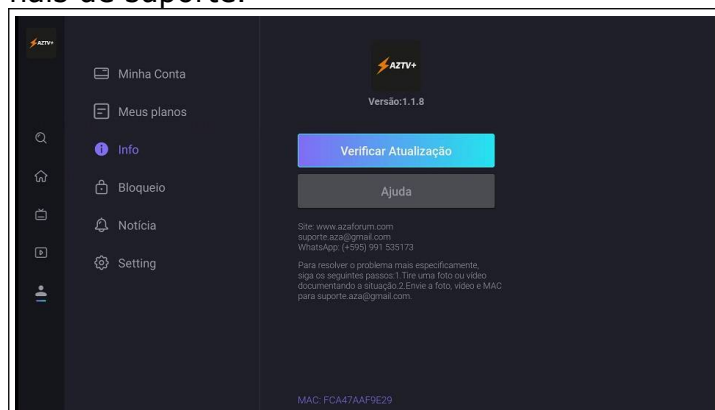 nais de suporte.
AZTV+
Minha Conta
Meus planos
Info
Bloqueio
Notícia
Setting
AZTV+
Versão:1.1.8
Verificar Atualização
Ajuda
Site: www.azaforum.com
suporte.aza@gmail.com
WhatsApp: (+595) 991 535173
Para resolver o problema mais especificamente,
siga os seguintes passos:1.Tire uma foto ou vídeo
documentando a situação.2.Envie a foto, vídeo e MAC
para suporte.aza@gmail.com.
MAC: FCA47AAF9E29